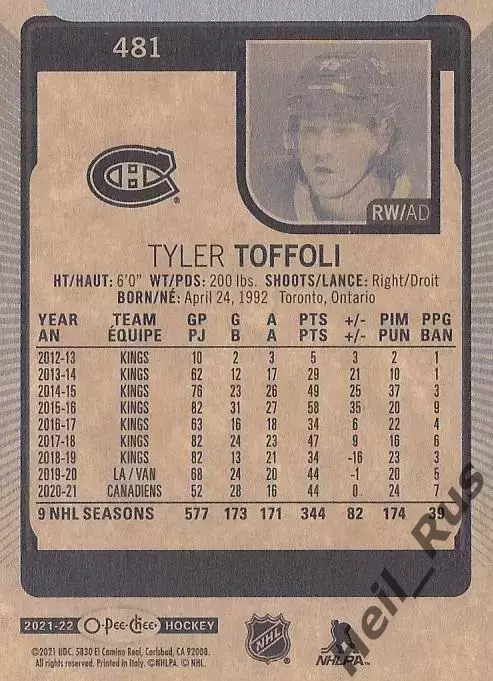 481
RW/AD
TYLER TOFFOLI
HT/HAUT: 6'0" WT/PDS: 200 lbs. SHOOTS/LANCE: Right/Droit
BORN/NÉ: April 24, 1992 Toronto, Ontario
YEAR TEAM GP G A PTS +/- PIM PPG
AN ÉQUIPE PJ B A PTS +/- PUN BAN
2012-13 KINGS 10 2 3 5 3 2 1
2013-14 KINGS 62 12 17 29 21 10 1
2014-15 KINGS 76 23 26 49 25 37 3
2015-16 KINGS 82 31 27 58 35 20 9
2016-17 KINGS 63 16 18 34 6 22 4
2017-18 KINGS 82 24 23 47 9 16 6
2018-19 KINGS 82 13 21 34 -16 23 3
2019-20 LA / VAN 68 24 20 44 -1 20 5
2020-21 CANADIENS 52 28 16 44 0 24 7
9 NHL SEASONS 577 173 171 344 82 174 39
2021-22 O-Pee-Chee HOCKEY
NHL
NHLPA
©2021 UDC. 5830 El Camino Real, Carlsbad, CA 92008.
Patented. Printed in Italy. ©NHLPA. © NHL.
Heil_Rus